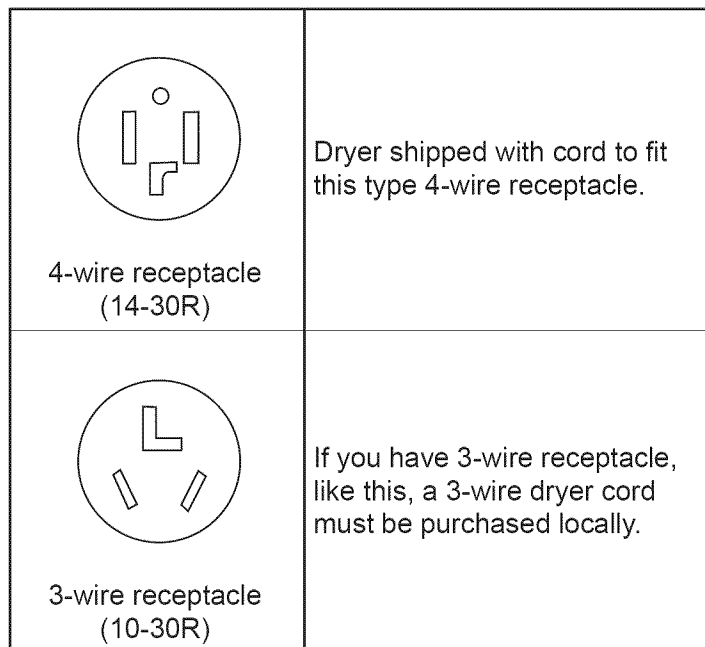 4-wire receptacle
(14-30R)
Dryer shipped with cord to fit
this type 4-wire receptacle.
3-wire receptacle
(10-30R)
If you have 3-wire receptacle,
like this, a 3-wire dryer cord
must be purchased locally.